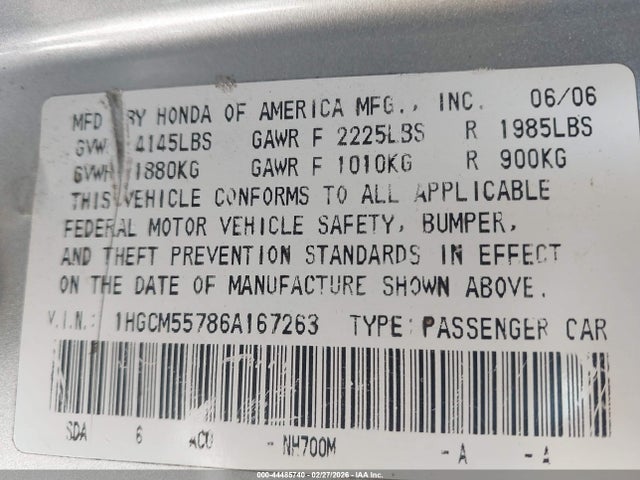 MFD BY HONDA OF AMERICA MFG., INC. 06/06
GVWR 4145LBS GAWR F 2225LBS R 1985LBS
GVWR 1880KG GAWR F 1010KG R 900KG
THIS VEHICLE CONFORMS TO ALL APPLICABLE
FEDERAL MOTOR VEHICLE SAFETY, BUMPER,
AND THEFT PREVENTION STANDARDS IN EFFECT
ON THE DATE OF MANUFACTURE SHOWN ABOVE.
V.I.N.: 1HGCM55786A167263 TYPE: PASSENGER CAR
SDA 6 AC0 - NH700M - A - A
000-44485740 - 02/27/2026 - IAA Inc.